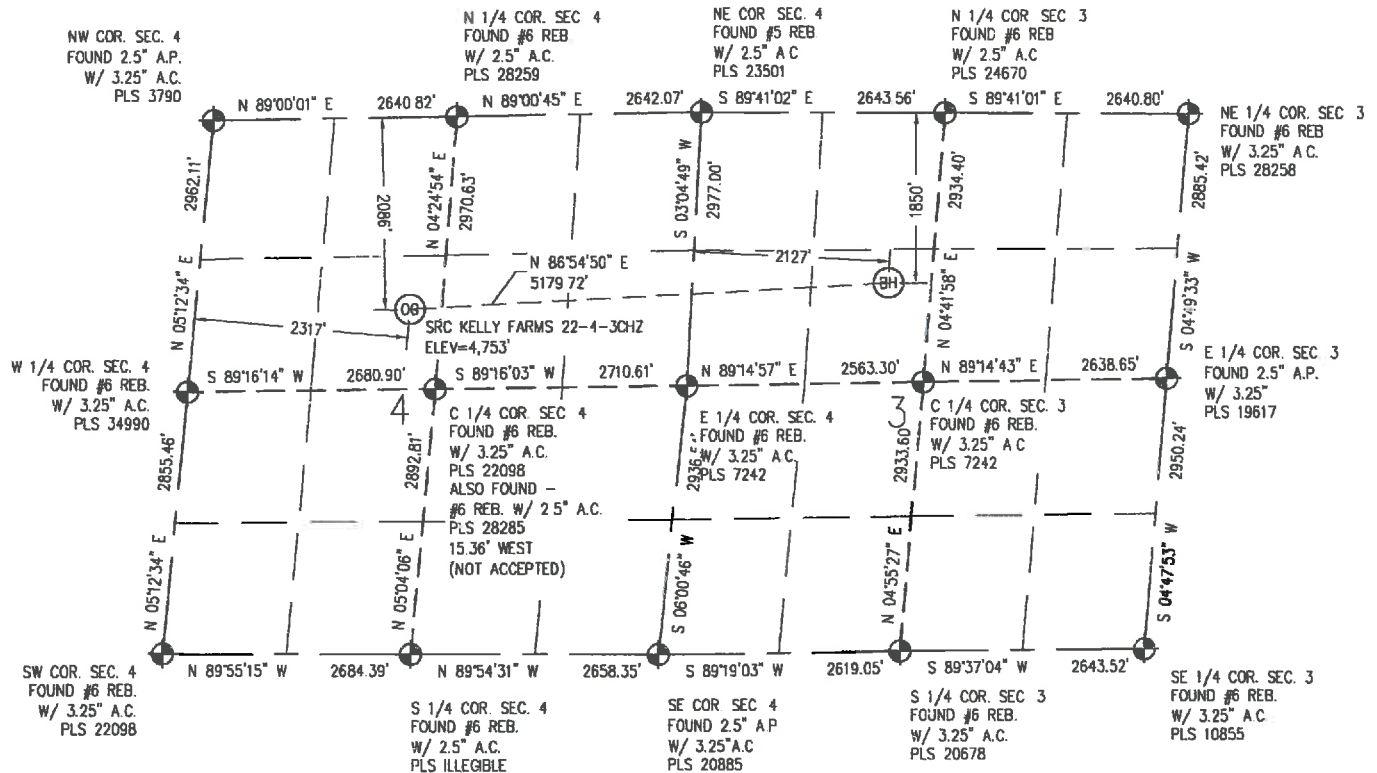 NW COR. SEC. 4
FOUND 2.5" A.P.
W/ 3.25" A.C.
PLS 3790
N 1/4 COR. SEC 4
FOUND #6 REB
W/ 2.5" A.C.
PLS 28259
NE COR SEC. 4
FOUND #5 REB
W/ 2.5" A.C
PLS 23501
N 1/4 COR. SEC 3
FOUND #6 REB
W/ 2.5" A.C
PLS 24670
NE 1/4 COR. SEC 3
FOUND #6 REB
W/ 3.25" A C.
PLS 28258
N 89°00'01" E
2640 82'
N 89°00'45" E
2642.07'
S 89°41'02" E
2643.56'
S 89°41'01" E
2640.80'
2962.11'
N 05°12'34" E
2086'
N 04°24'54" E
2970.63'
S 03°04'49" W
2977.00'
1850'
2934.40'
N 04°41'58" E
2885.42'
S 04°49'33" W
2127'
N 86°54'50" E
5179 72'
OG
BH
2317'
SRC KELLY FARMS 22-4-3CHZ
ELEV=4,753'
W 1/4 COR. SEC. 4
FOUND #6 REB.
W/ 3.25" A.C.
PLS 34990
S 89°16'14" W
2680.90'
S 89°16'03" W
2710.61'
N 89°14'57" E
2563.30'
N 89°14'43" E
2638.65'
E 1/4 COR. SEC. 3
FOUND 2.5" A.P.
W/ 3.25"
PLS 19617
4
3
C 1/4 COR. SEC 4
FOUND #6 REB.
W/ 3.25" A.C.
PLS 22098
ALSO FOUND -
#6 REB. W/ 2 5" A.C.
PLS 28285
15.36' WEST
(NOT ACCEPTED)
E 1/4 COR. SEC. 4
FOUND #6 REB.
W/ 3.25" A C
PLS 7242
C 1/4 COR. SEC. 3
FOUND #6 REB.
W/ 3.25" A.C
PLS 7242
2855.46'
N 05°12'34" E
2892.81'
N 05°04'06" E
S 06°00'46" W
2933.60'
N 04°55'27" E
2950.24'
S 04°47'53" W
N 89°55'15" W
2684.39'
N 89°54'31" W
2658.35'
S 89°19'03" W
2619.05'
S 89°37'04" W
2643.52'
SW COR. SEC. 4
FOUND #6 REB.
W/ 3.25" A.C.
PLS 22098
S 1/4 COR. SEC. 4
FOUND #6 REB.
W/ 2.5" A.C.
PLS ILLEGIBLE
SE COR SEC. 4
FOUND 2.5" A.P
W/ 3.25"A.C
PLS 20885
S 1/4 COR. SEC. 3
FOUND #6 REB.
W/ 3.25" A.C.
PLS 20678
SE 1/4 COR. SEC. 3
FOUND #6 REB.
W/ 3.25" A.C
PLS 10855